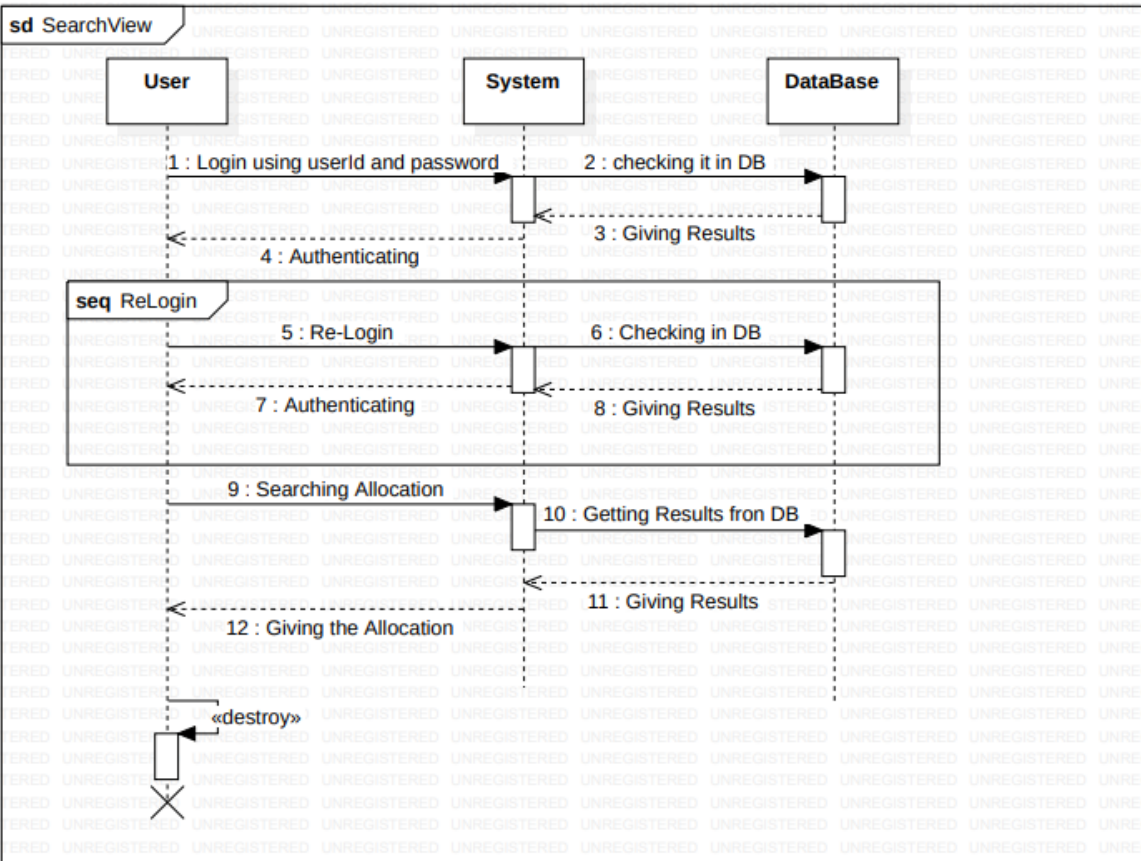 sd SearchView
User
System
DataBase
1 : Login using userId and password
2 : checking it in DB
3 : Giving Results
4 : Authenticating
seq ReLogin
5 : Re-Login
6 : Checking in DB
7 : Authenticating
8 : Giving Results
9 : Searching Allocation
10 : Getting Results fron DB
11 : Giving Results
12 : Giving the Allocation
«destroy»
UNREGISTERED